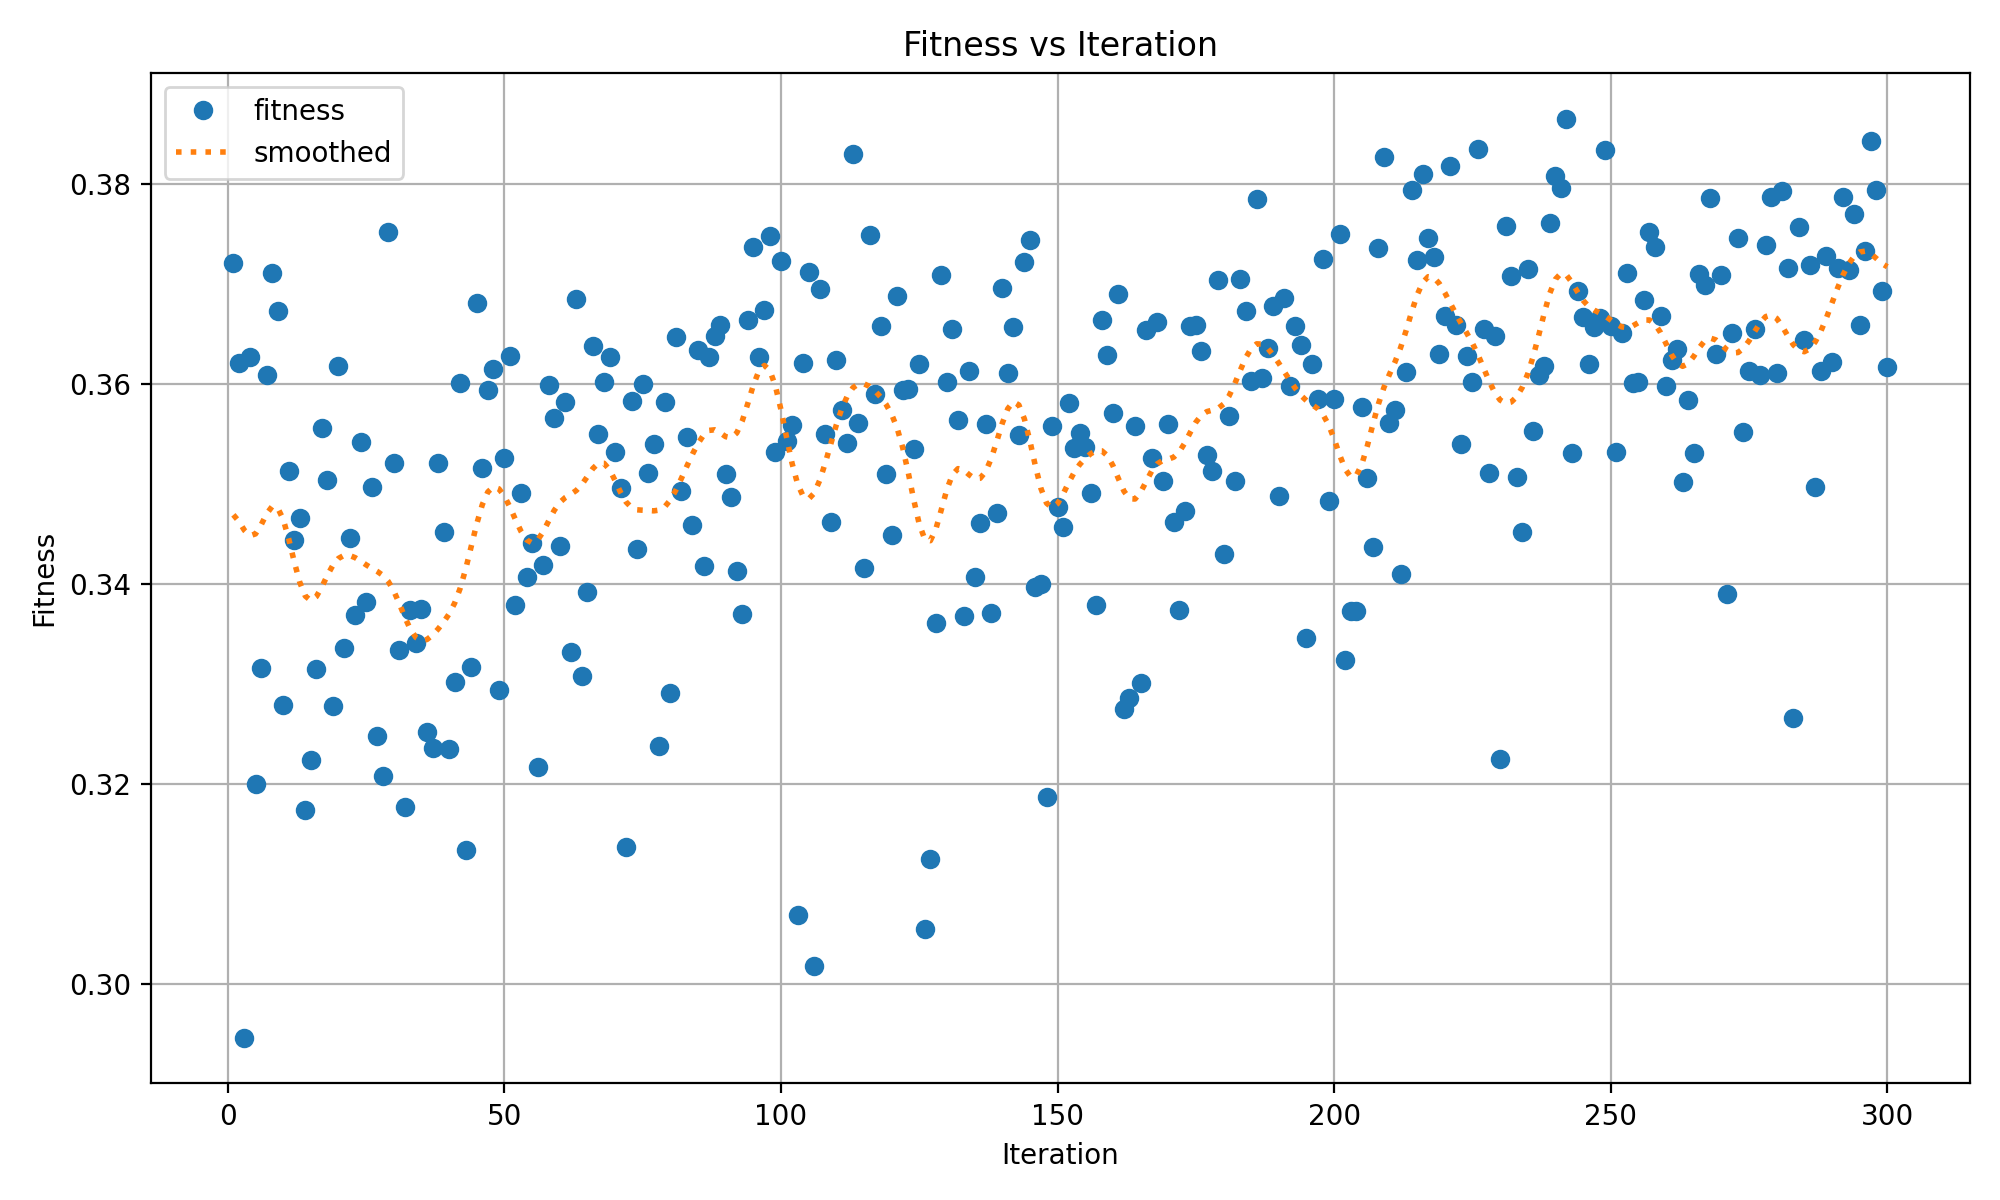 Fitness vs Iteration
fitness
smoothed
0.38
0.36
0.34
0.32
0.30
Fitness
0 50 100 150 200 250 300
Iteration